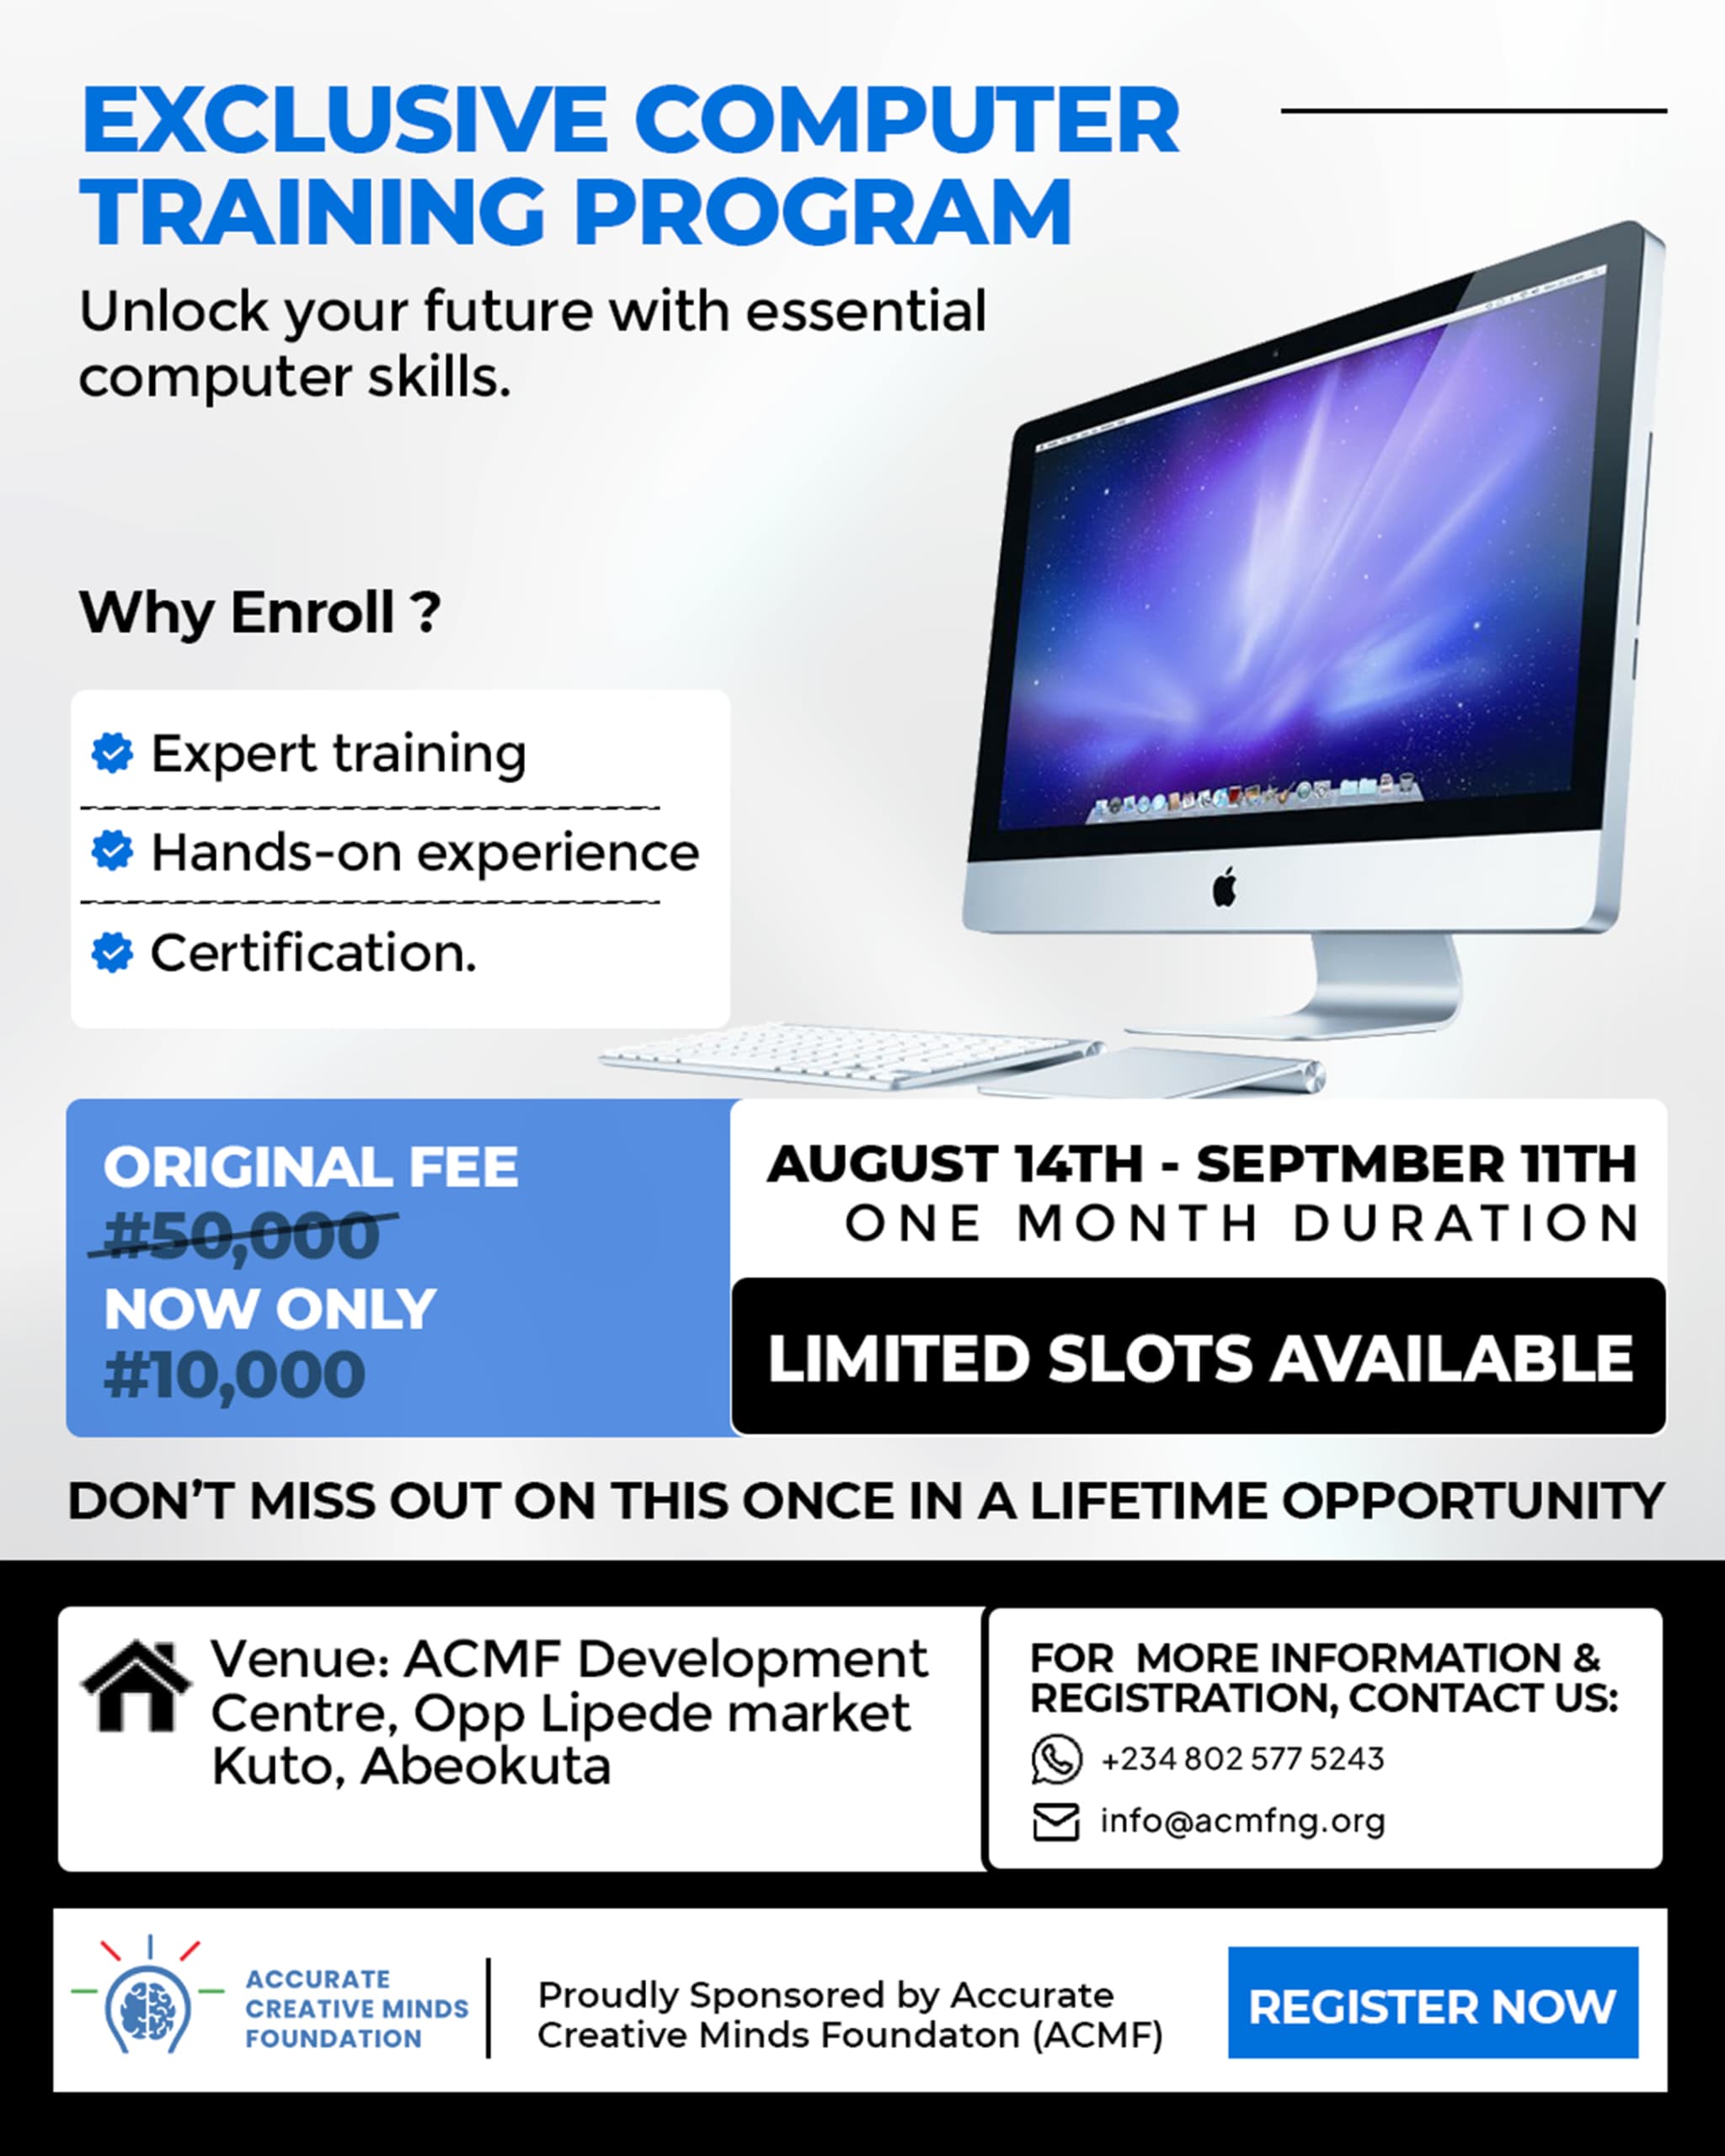 EXCLUSIVE COMPUTER
TRAINING PROGRAM
Unlock your future with essential
computer skills.
Why Enroll ?
Expert training
Hands-on experience
Certification.
ORIGINAL FEE
#50,000
NOW ONLY
#10,000
AUGUST 14TH - SEPTMBER 11TH
ONE MONTH DURATION
LIMITED SLOTS AVAILABLE
DON'T MISS OUT ON THIS ONCE IN A LIFETIME OPPORTUNITY
Venue: ACMF Development
Centre, Opp Lipede market
Kuto, Abeokuta
FOR MORE INFORMATION &
REGISTRATION, CONTACT US:
+234 802 577 5243
info@acmfng.org
ACCURATE
CREATIVE MINDS
FOUNDATION
Proudly Sponsored by Accurate
Creative Minds Foundaton (ACMF)
REGISTER NOW